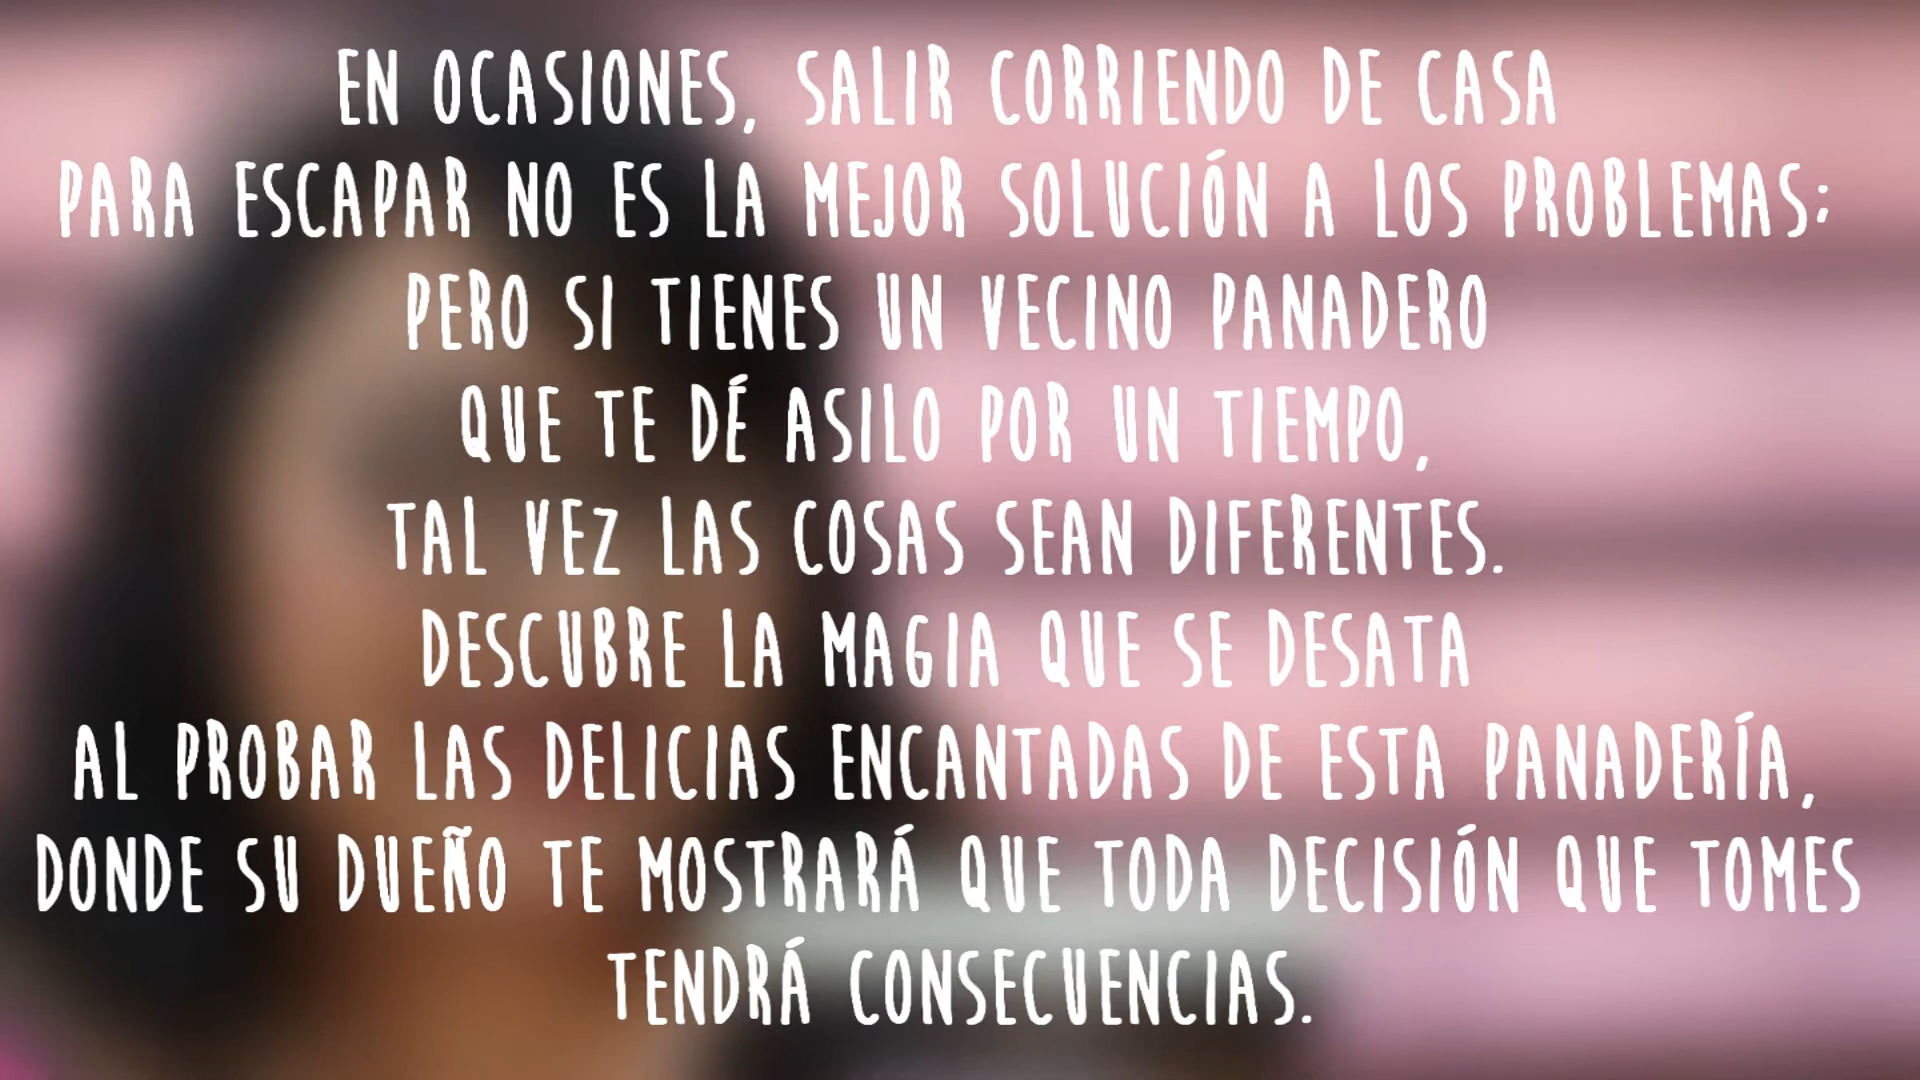 EN OCASIONES, SALIR CORRIENDO DE CASA
PARA ESCAPAR NO ES LA MEJOR SOLUCIÓN A LOS PROBLEMAS;
PERO SI TIENES UN VECINO PANADERO
QUE TE DÉ ASILO POR UN TIEMPO,
TAL VEZ LAS COSAS SEAN DIFERENTES.
DESCUBRE LA MAGIA QUE SE DESATA
AL PROBAR LAS DELICIAS ENCANTADAS DE ESTA PANADERÍA,
DONDE SU DUEÑO TE MOSTRARÁ QUE TODA DECISIÓN QUE TOMES
TENDRÁ CONSECUENCIAS.